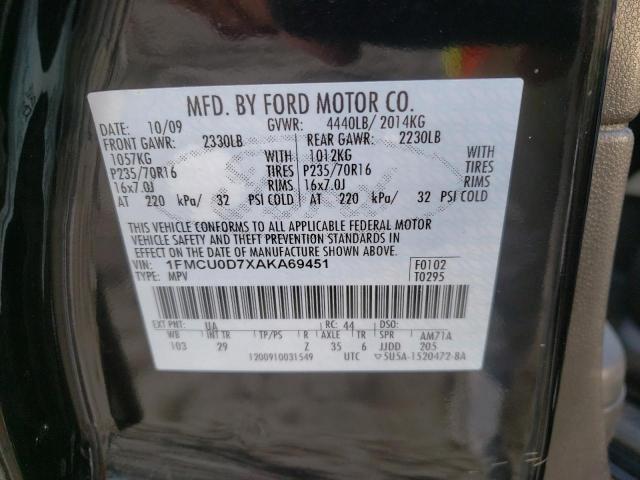 MFD. BY FORD MOTOR CO.
DATE: 10/09 GVWR: 4440LB/ 2014KG
FRONT GAWR: 2330LB REAR GAWR: 2230LB
1057KG WITH 1012KG WITH
P235/70R16 TIRES P235/70R16 TIRES
16x7.0J RIMS 16x7.0J RIMS
AT 220 kPa/ 32 PSI COLD AT 220 kPa/ 32 PSI COLD
THIS VEHICLE CONFORMS TO ALL APPLICABLE FEDERAL MOTOR
VEHICLE SAFETY AND THEFT PREVENTION STANDARDS IN
EFFECT ON THE DATE OF MANUFACTURE SHOWN ABOVE.
VIN: 1FMCU0D7XAKA69451 F0102
TYPE: MPV T0295
EXT PNT: UA RC: 44 DSO:
WB INT TR TP/PS R AXLE TR SPR AM71A
103 29 Z 35 6 JJDD 205
1200910031549 UTC 5U5A-1520472-BA